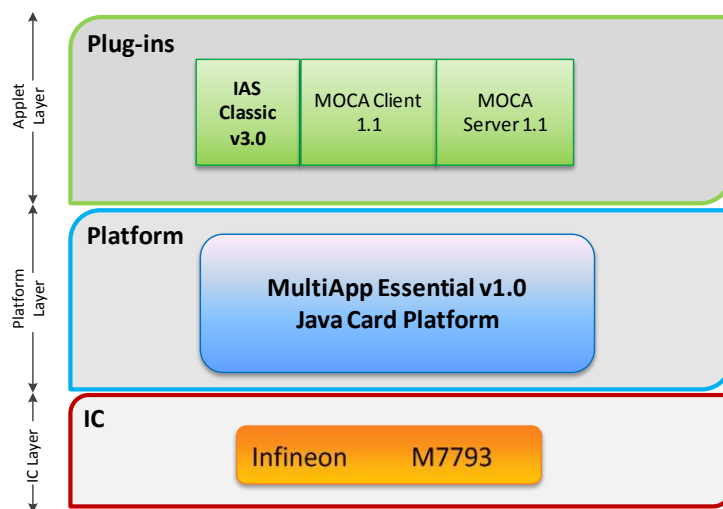 Applet
Layer
Plug-ins
IAS
Classic
v3.0
MOCA Client
1.1
MOCA
Server 1.1
Platform
Layer
Platform
MultiApp Essential v1.0
Java Card Platform
IC Layer
IC
Infineon M7793